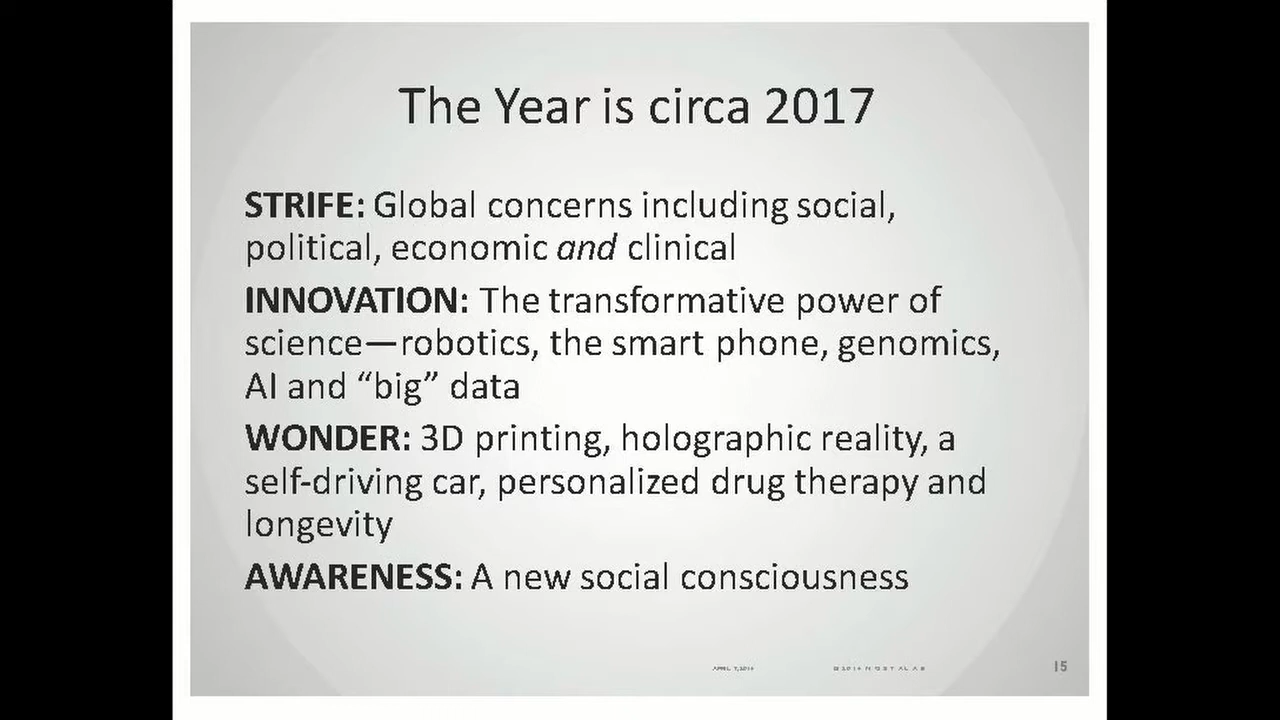 The Year is circa 2017
STRIFE: Global concerns including social,
political, economic and clinical
INNOVATION: The transformative power of
science—robotics, the smart phone, genomics,
AI and “big” data
WONDER: 3D printing, holographic reality, a
self-driving car, personalized drug therapy and
longevity
AWARENESS: A new social consciousness
15